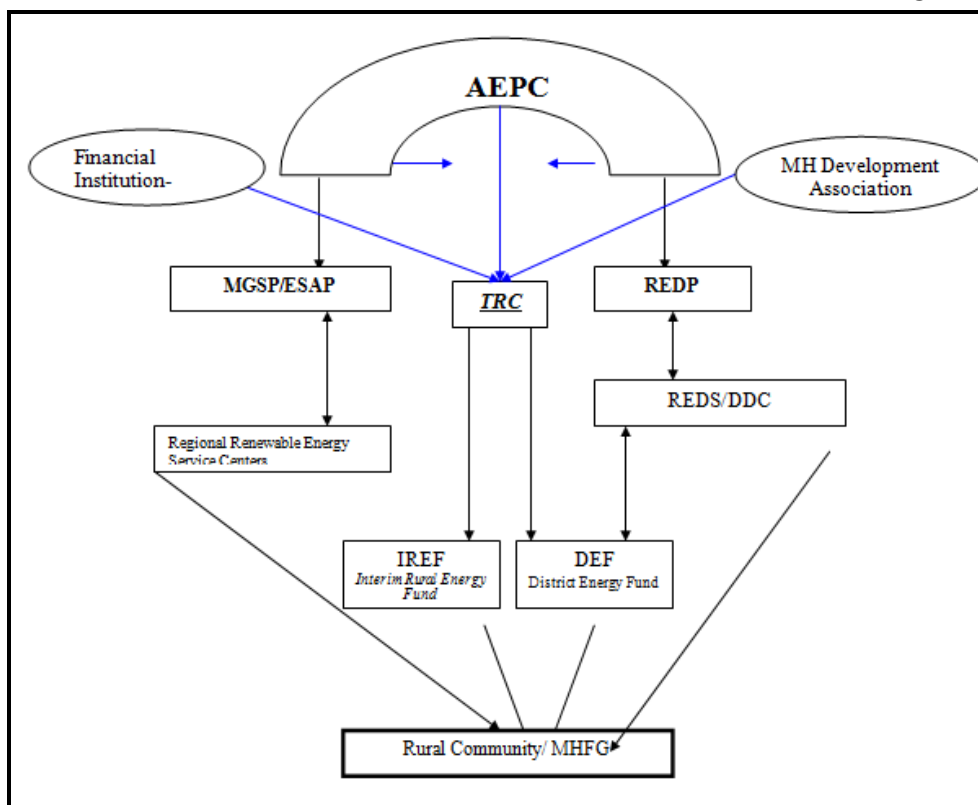 AEPC
Financial
Institution-
MH Development
Association
MGSP/ESAP
TRC
REDP
REDS/DDC
Regional Renewable Energy
Service Centers
IREF
Interim Rural Energy
Fund
DEF
District Energy Fund
Rural Community/ MHFG